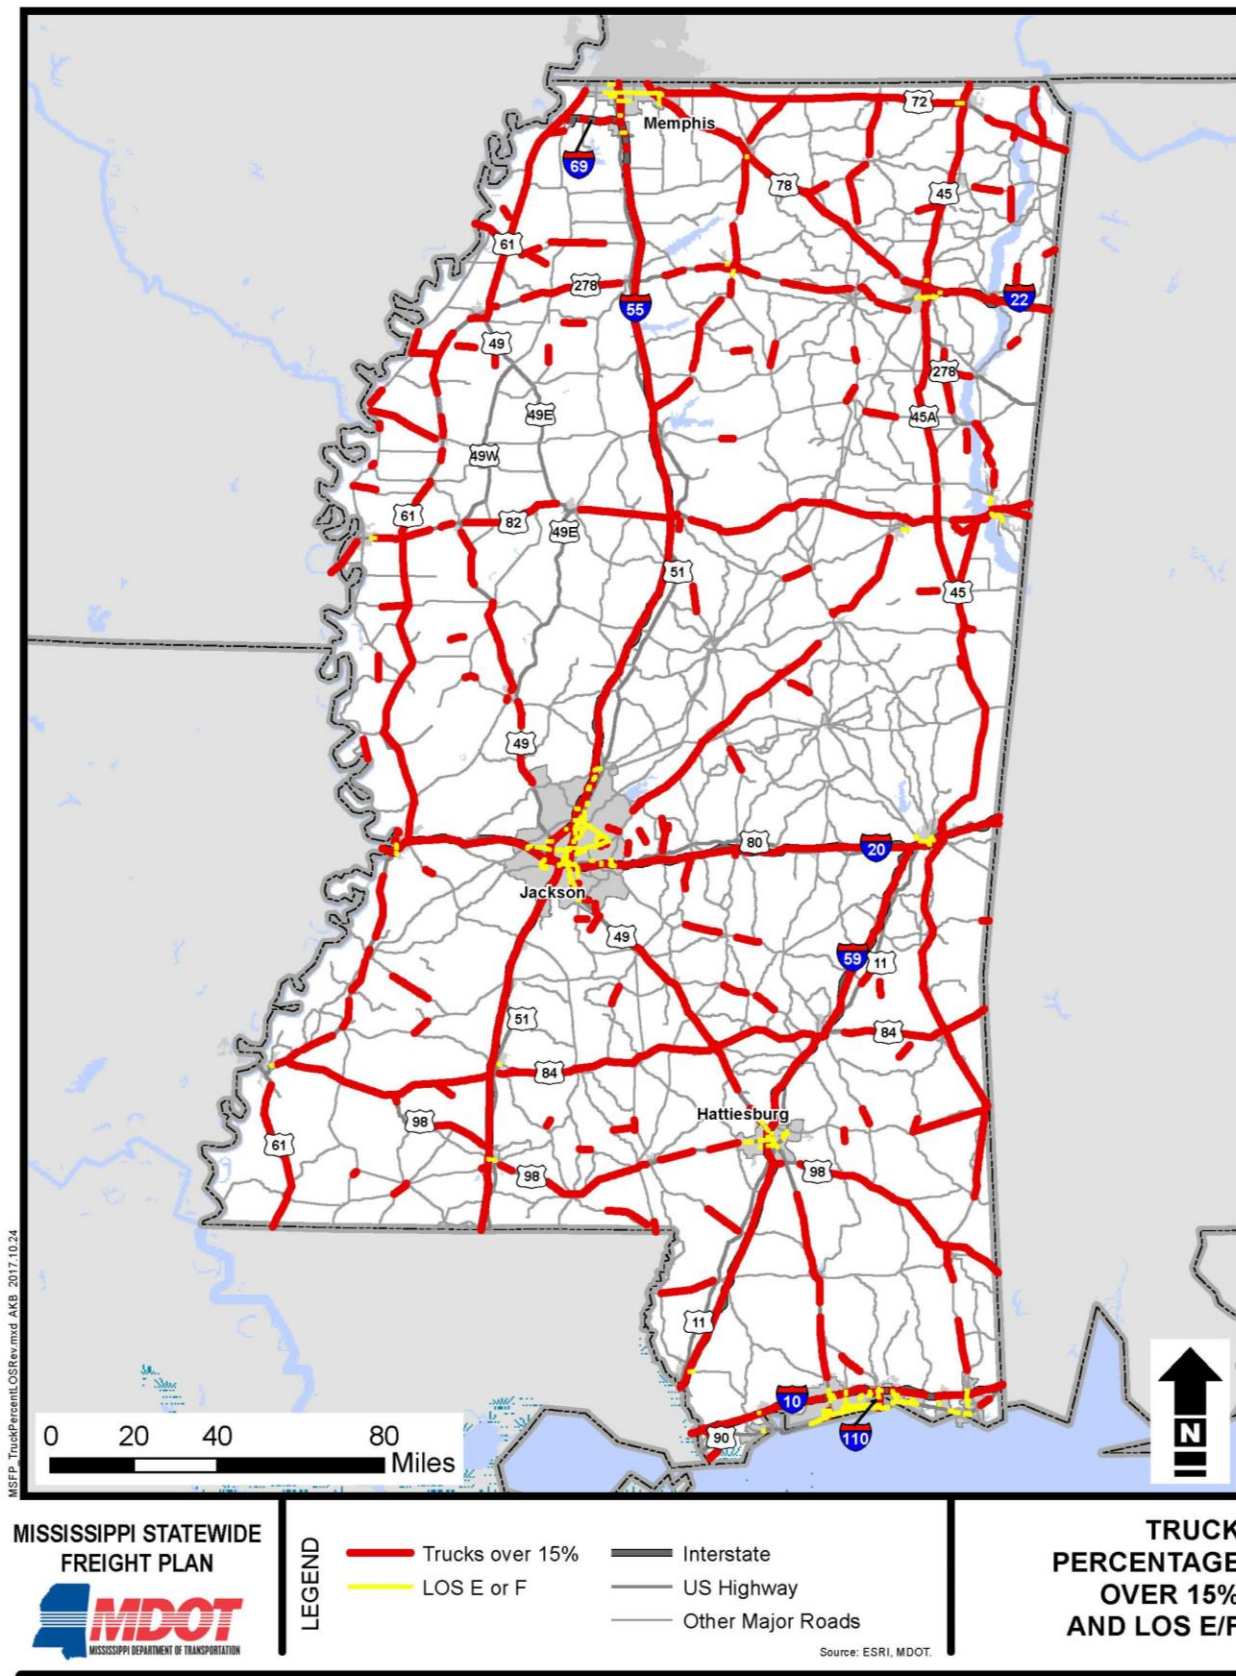 Memphis
72
69
78
45
61
278
55
22
49
278
49E
45A
49W
61
82
49E
51
45
49
80
20
Jackson
49
59
11
51
84
84
Hattiesburg
98
61
98
98
11
10
90
110
0 20 40 80
Miles
N
MSFP_TruckPercentLOSRev.mxd AKB 2017.10.24
MISSISSIPPI STATEWIDE
FREIGHT PLAN
MDOT
MISSISSIPPI DEPARTMENT OF TRANSPORTATION
LEGEND
Trucks over 15%
LOS E or F
Interstate
US Highway
Other Major Roads
Source: ESRI, MDOT.
TRUCK
PERCENTAGE
OVER 15%
AND LOS E/F